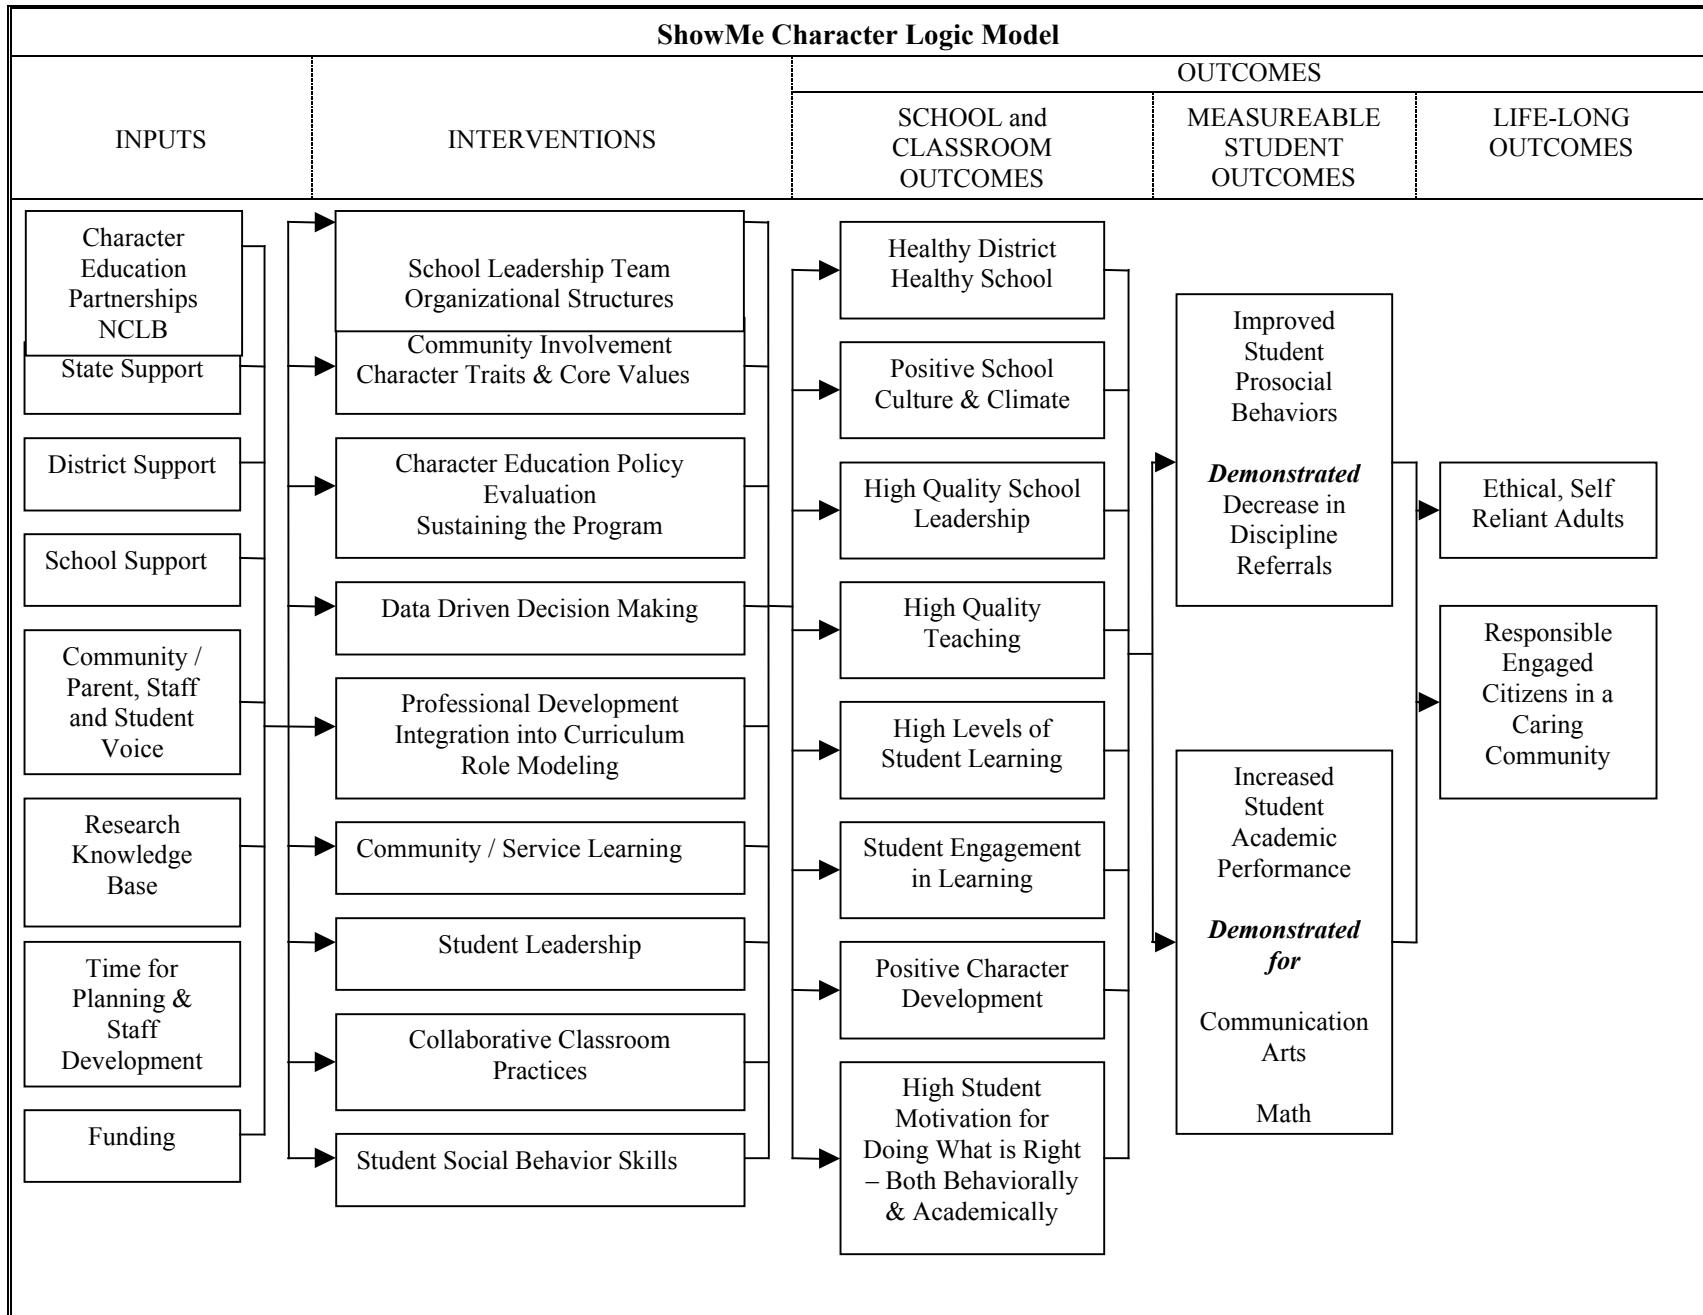 ShowMe Character Logic Model
INPUTS
INTERVENTIONS
OUTCOMES
SCHOOL and
CLASSROOM
OUTCOMES
MEASUREABLE
STUDENT
OUTCOMES
LIFE-LONG
OUTCOMES
Character
Education
Partnerships
NCLB
State Support
District Support
School Support
Community /
Parent, Staff
and Student
Voice
Research
Knowledge
Base
Time for
Planning &
Staff
Development
Funding
School Leadership Team
Organizational Structures
Community Involvement
Character Traits & Core Values
Character Education Policy
Evaluation
Sustaining the Program
Data Driven Decision Making
Professional Development
Integration into Curriculum
Role Modeling
Community / Service Learning
Student Leadership
Collaborative Classroom
Practices
Student Social Behavior Skills
Healthy District
Healthy School
Positive School
Culture & Climate
High Quality School
Leadership
High Quality
Teaching
High Levels of
Student Learning
Student Engagement
in Learning
Positive Character
Development
High Student
Motivation for
Doing What is Right
– Both Behaviorally
& Academically
Improved
Student
Prosocial
Behaviors
Demonstrated
Decrease in
Discipline
Referrals
Increased
Student
Academic
Performance
Demonstrated
for
Communication
Arts
Math
Ethical, Self
Reliant Adults
Responsible
Engaged
Citizens in a
Caring
Community